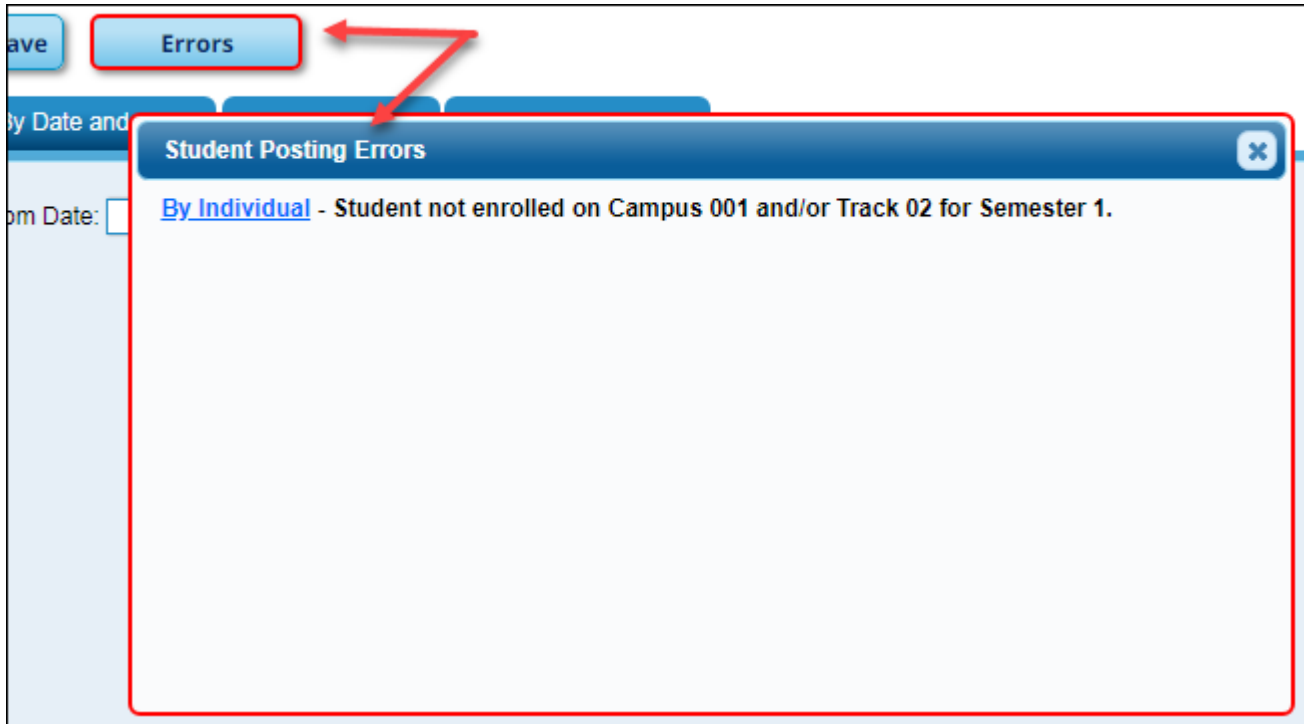 ave
Errors
By Date and
Student Posting Errors
om Date:
By Individual - Student not enrolled on Campus 001 and/or Track 02 for Semester 1.